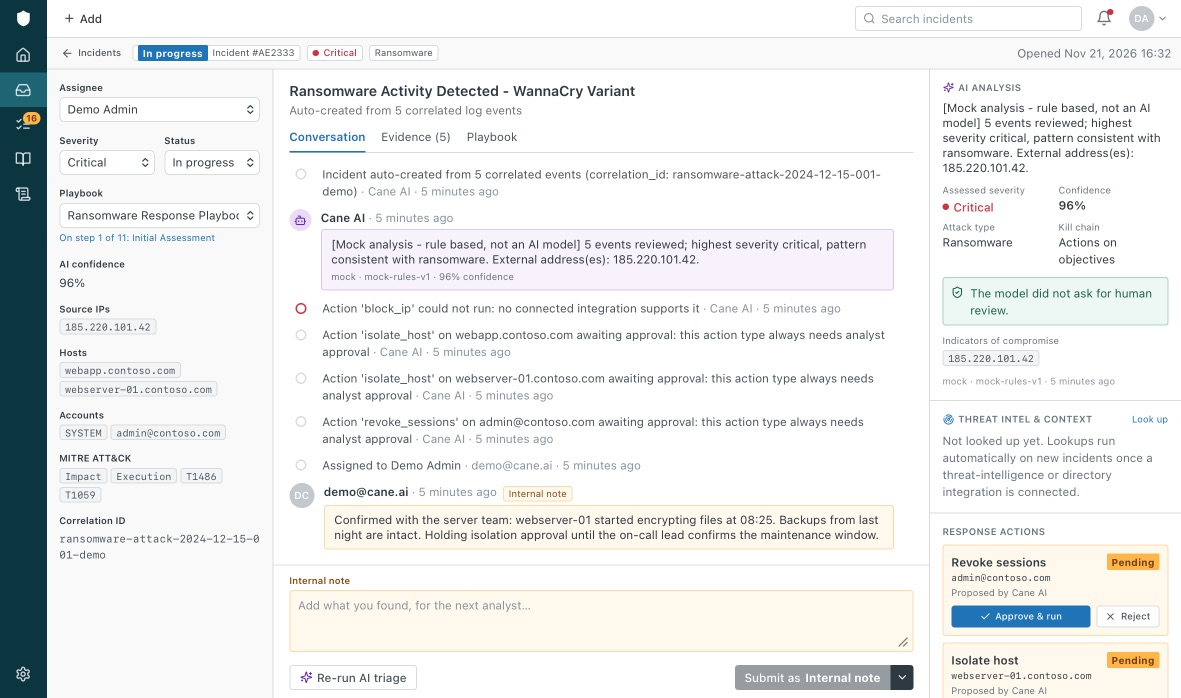 + Add
Search incidents
DA
← Incidents
In progress Incident #AE2333
Critical
Ransomware
Opened Nov 21, 2026 16:32
16
Assignee
Demo Admin
Severity
Status
Critical
In progress
Playbook
Ransomware Response Playboo
On step 1 of 11: Initial Assessment
AI confidence
96%
Source IPs
185.220.101.42
Hosts
webapp.contoso.com
webserver-01.contoso.com
Accounts
SYSTEM
admin@contoso.com
MITRE ATT&CK
Impact
Execution
T1486
T1059
Correlation ID
ransomware-attack-2024-12-15-0
01-demo
Ransomware Activity Detected - WannaCry Variant
Auto-created from 5 correlated log events
Conversation
Evidence (5)
Playbook
Incident auto-created from 5 correlated events (correlation_id: ransomware-attack-2024-12-15-001-
demo) · Cane AI · 5 minutes ago
Cane AI · 5 minutes ago
[Mock analysis - rule based, not an AI model] 5 events reviewed; highest severity critical, pattern
consistent with ransomware. External address(es): 185.220.101.42.
mock · mock-rules-v1 · 96% confidence
Action 'block_ip' could not run: no connected integration supports it · Cane AI · 5 minutes ago
Action 'isolate_host' on webapp.contoso.com awaiting approval: this action type always needs analyst
approval · Cane AI · 5 minutes ago
Action 'isolate_host' on webserver-01.contoso.com awaiting approval: this action type always needs
analyst approval · Cane AI · 5 minutes ago
Action 'revoke_sessions' on admin@contoso.com awaiting approval: this action type always needs
analyst approval · Cane AI · 5 minutes ago
Assigned to Demo Admin · demo@cane.ai · 5 minutes ago
DC
demo@cane.ai · 5 minutes ago Internal note
Confirmed with the server team: webserver-01 started encrypting files at 08:25. Backups from last
night are intact. Holding isolation approval until the on-call lead confirms the maintenance window.
Internal note
Add what you found, for the next analyst...
Re-run AI triage
Submit as Internal note
AI ANALYSIS
[Mock analysis - rule based, not an AI
model] 5 events reviewed; highest
severity critical, pattern consistent with
ransomware. External address(es):
185.220.101.42.
Assessed severity
Confidence
Critical
96%
Attack type
Kill chain
Ransomware
Actions on
objectives
The model did not ask for human
review.
Indicators of compromise
185.220.101.42
mock · mock-rules-v1 · 5 minutes ago
THREAT INTEL & CONTEXT
Look up
Not looked up yet. Lookups run
automatically on new incidents once a
threat-intelligence or directory
integration is connected.
RESPONSE ACTIONS
Revoke sessions
Pending
admin@contoso.com
Proposed by Cane AI
Approve & run
Reject
Isolate host
Pending
webserver-01.contoso.com
Proposed by Cane AI